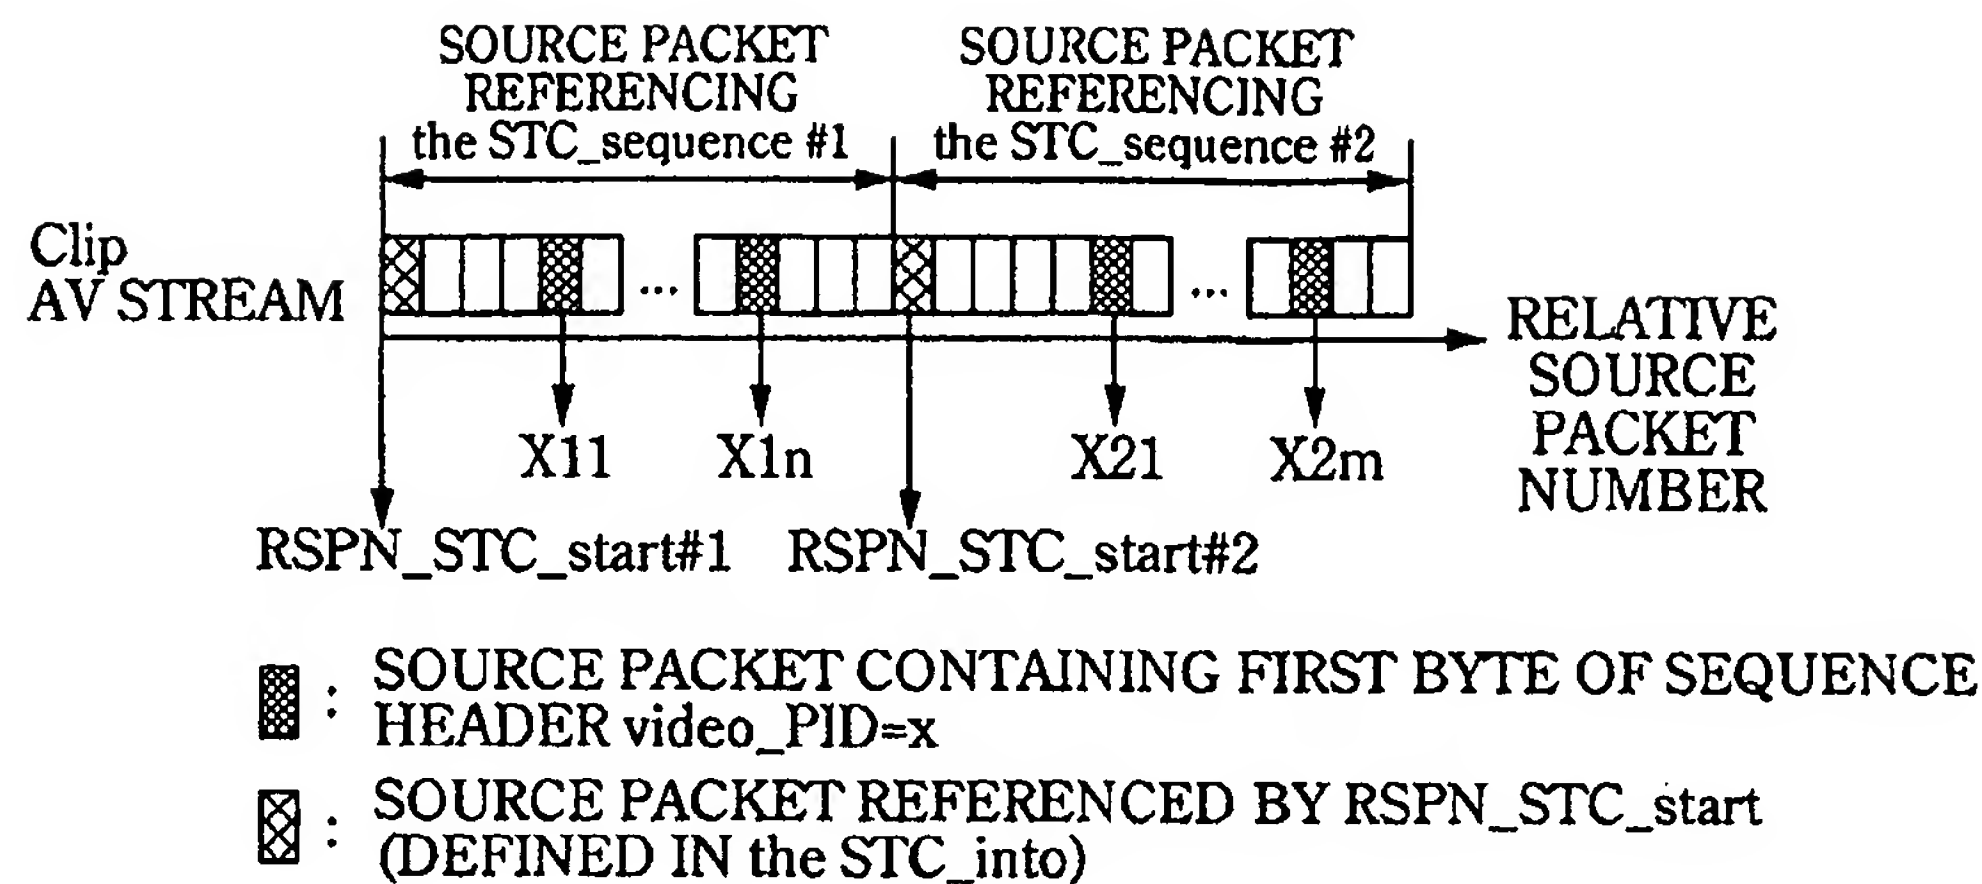 SOURCE PACKET
REFERENCING
the STC_sequence #1
SOURCE PACKET
REFERENCING
the STC_sequence #2
Clip
AV STREAM
...
...
RELATIVE
SOURCE
PACKET
NUMBER
X11
X1n
X21
X2m
RSPN_STC_start#1
RSPN_STC_start#2
: SOURCE PACKET CONTAINING FIRST BYTE OF SEQUENCE
HEADER video_PID=x
: SOURCE PACKET REFERENCED BY RSPN_STC_start
(DEFINED IN the STC_into)